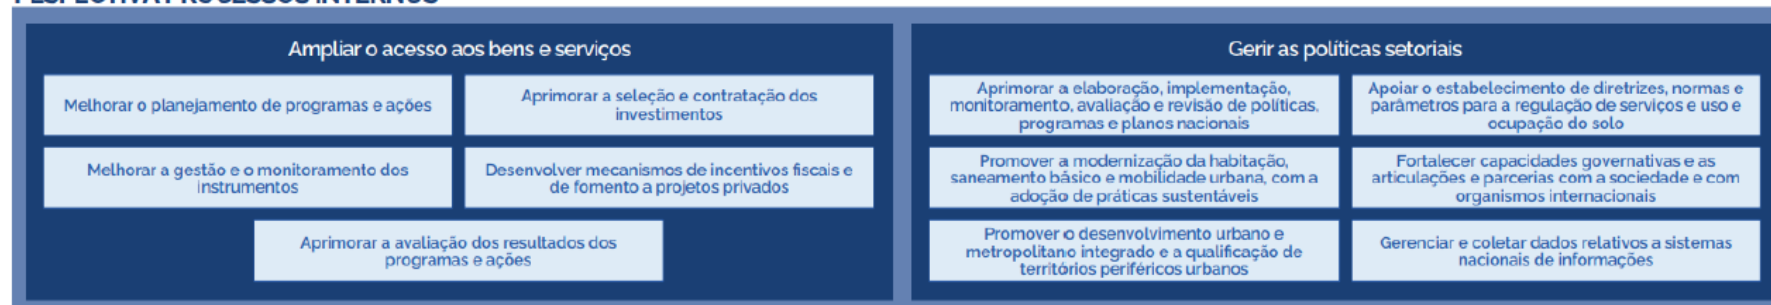 Ampliar o acesso aos bens e serviços
Melhorar o planejamento de programas e ações
Aprimorar a seleção e contratação dos
investimentos
Melhorar a gestão e o monitoramento dos
instrumentos
Desenvolver mecanismos de incentivos fiscais e
de fomento a projetos privados
Aprimorar a avaliação dos resultados dos
programas e ações
Gerir as políticas setoriais
Aprimorar a elaboração, implementação,
monitoramento, avaliação e revisão de políticas,
programas e planos nacionais
Apoiar o estabelecimento de diretrizes, normas e
parâmetros para a regulação de serviços e uso e
ocupação do solo
Promover a modernização da habitação,
saneamento básico e mobilidade urbana, com a
adoção de práticas sustentáveis
Fortalecer capacidades governativas e as
articulações e parcerias com a sociedade e com
organismos internacionais
Promover o desenvolvimento urbano e
metropolitano integrado e a qualificação de
territórios periféricos urbanos
Gerenciar e coletar dados relativos a sistemas
nacionais de informações